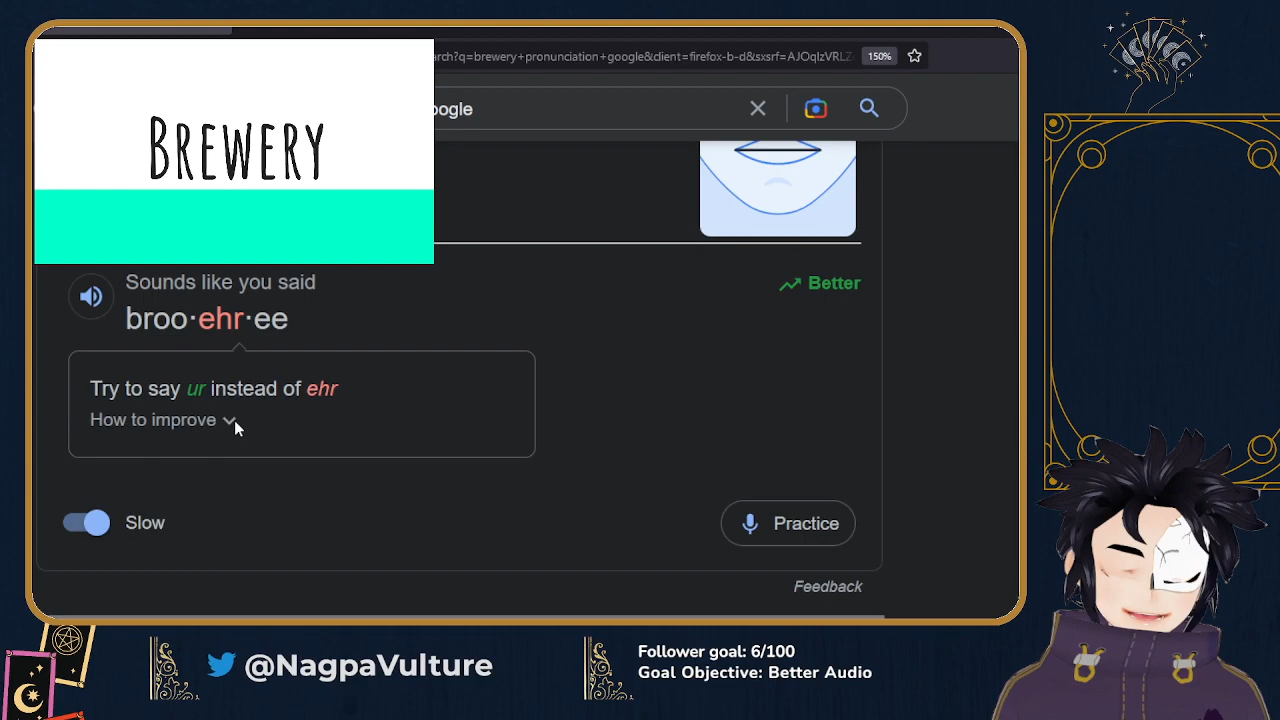 arch?q=brewery+pronunciation+google&client=firefox-b-d&sxsrf=AJOqlzVRLZ
150%
oogle
BREWERY
Sounds like you said
Better
broo·ehr·ee
Try to say ur instead of ehr
How to improve
Slow
Practice
Feedback
@NagpaVulture
Follower goal: 6/100
Goal Objective: Better Audio